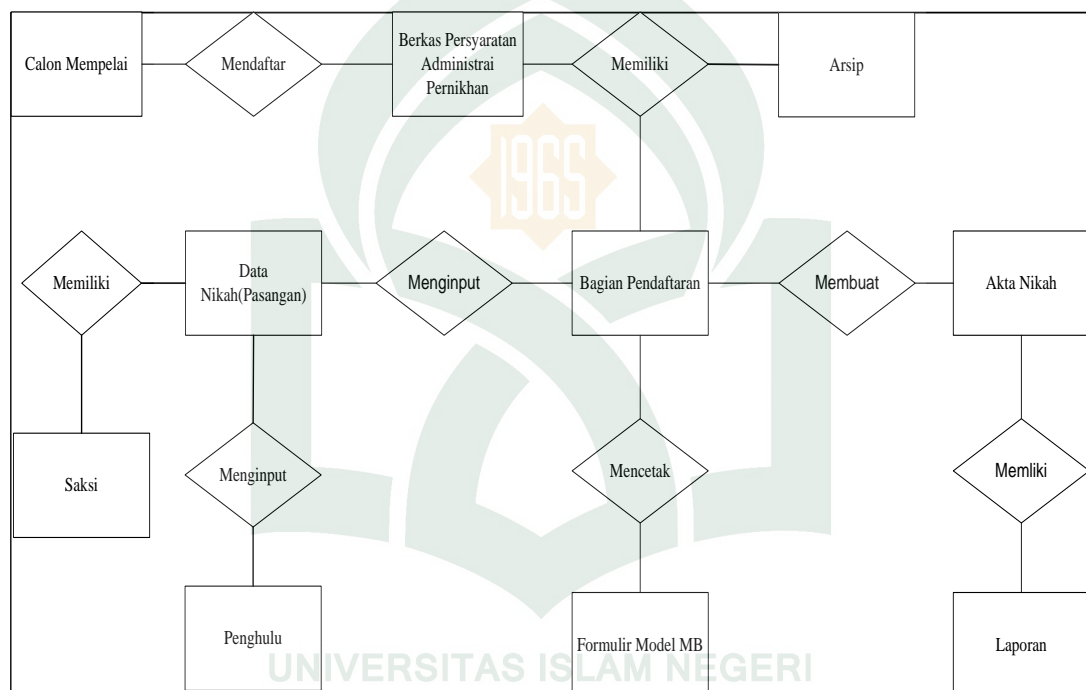 Calon Mempelai
Mendaftar
Berkas Persyaratan
Administrai
Pernikhan
Memiliki
Arsip
1965
Memiliki
Data
Nikah(Pasangan)
Menginput
Bagian Pendaftaran
Membuat
Akta Nikah
Saksi
Menginput
Mencetak
Memliki
Penghulu
Formulir Model MB
Laporan
UNIVERSITAS ISLAM NEGERI